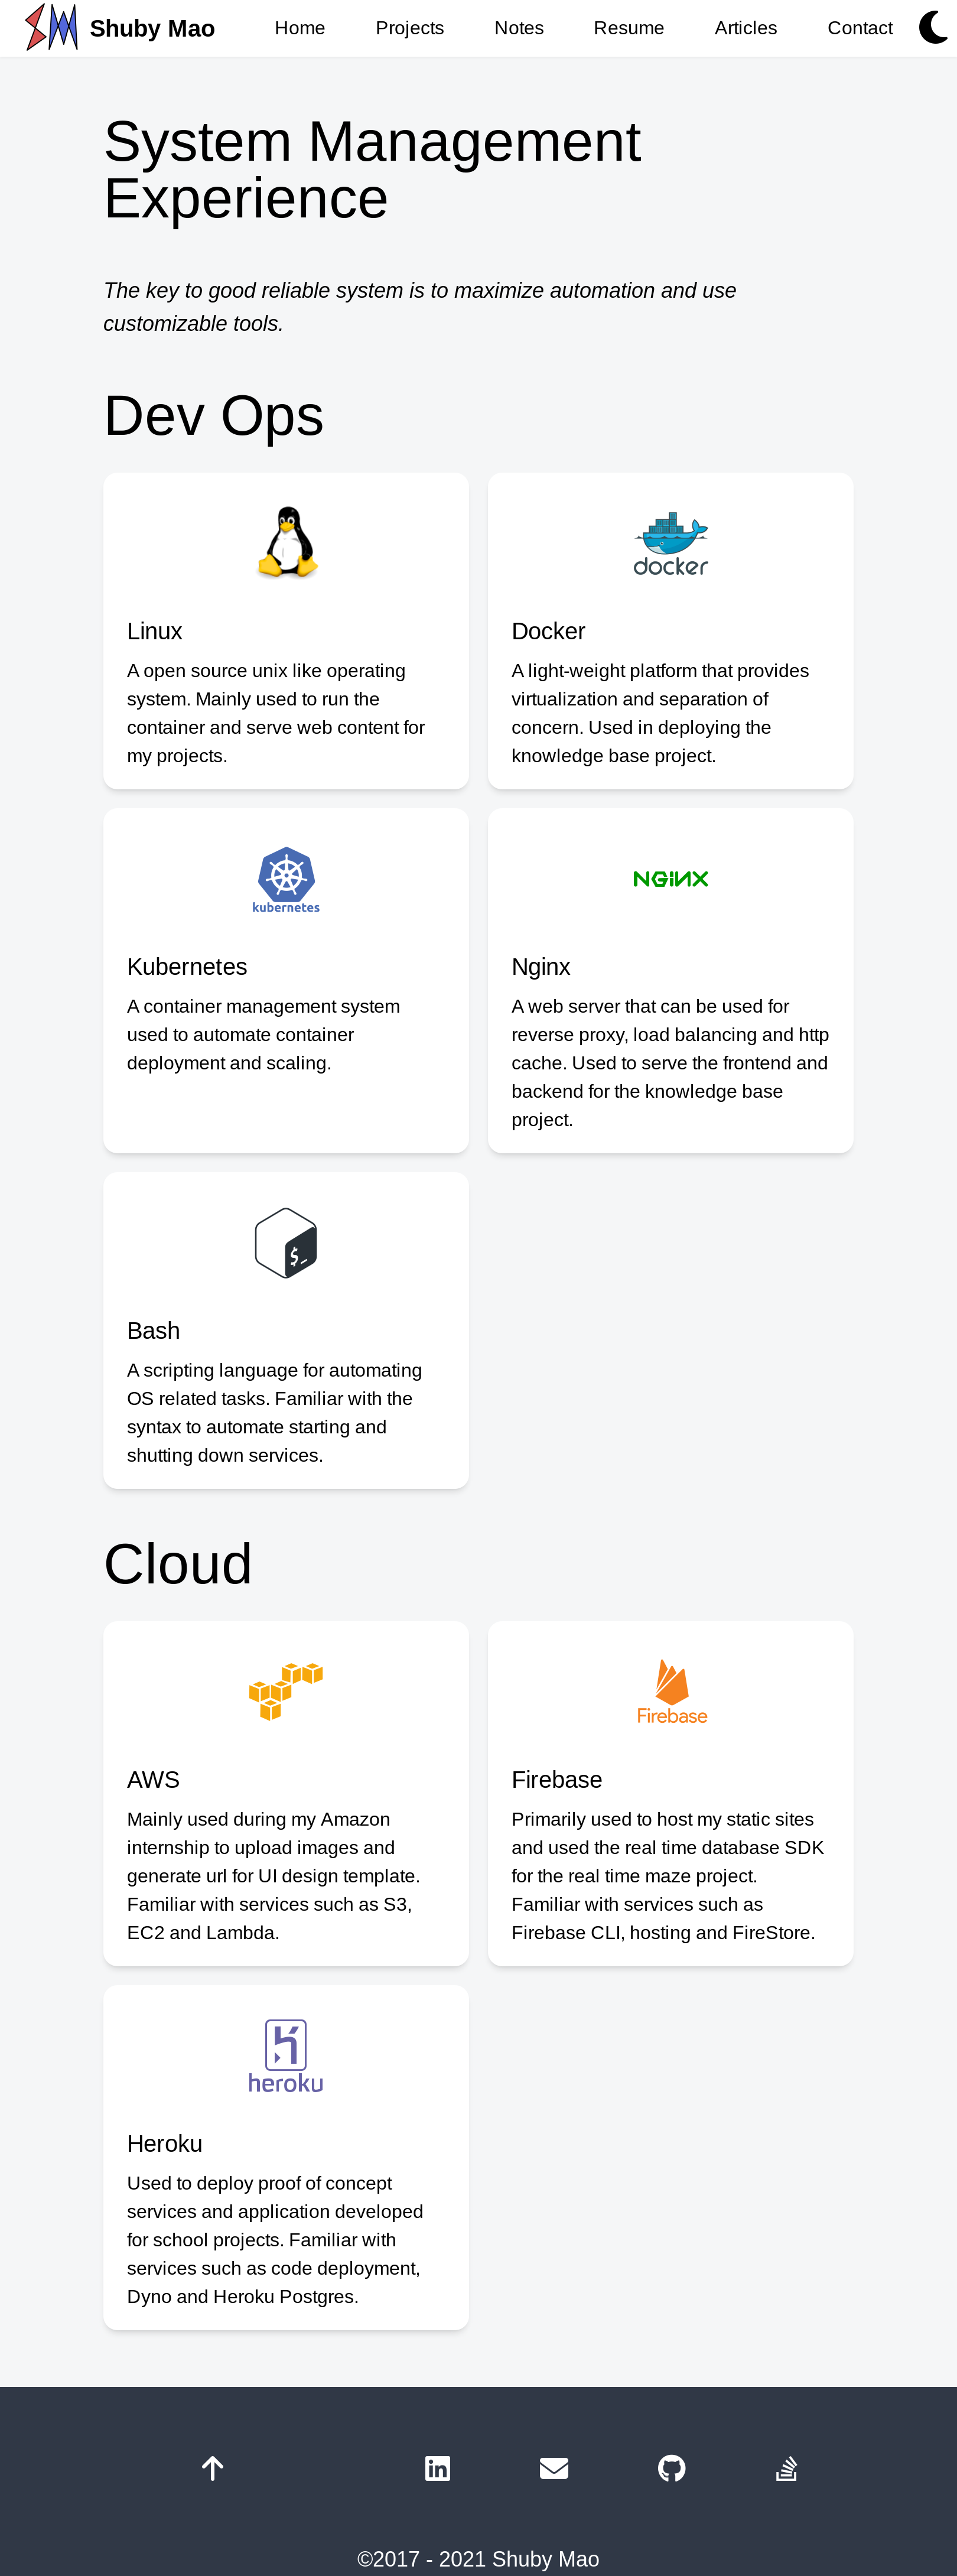 SM Shuby Mao Home Projects Notes Resume Articles Contact
System Management
Experience
The key to good reliable system is to maximize automation and use
customizable tools.
Dev Ops
Linux
A open source unix like operating
system. Mainly used to run the
container and serve web content for
my projects.
docker
Docker
A light-weight platform that provides
virtualization and separation of
concern. Used in deploying the
knowledge base project.
kubernetes
Kubernetes
A container management system
used to automate container
deployment and scaling.
NGINX
Nginx
A web server that can be used for
reverse proxy, load balancing and http
cache. Used to serve the frontend and
backend for the knowledge base
project.
$_
Bash
A scripting language for automating
OS related tasks. Familiar with the
syntax to automate starting and
shutting down services.
Cloud
AWS
Mainly used during my Amazon
internship to upload images and
generate url for UI design template.
Familiar with services such as S3,
EC2 and Lambda.
Firebase
Firebase
Primarily used to host my static sites
and used the real time database SDK
for the real time maze project.
Familiar with services such as
Firebase CLI, hosting and FireStore.
heroku
Heroku
Used to deploy proof of concept
services and application developed
for school projects. Familiar with
services such as code deployment,
Dyno and Heroku Postgres.
in
©2017 - 2021 Shuby Mao